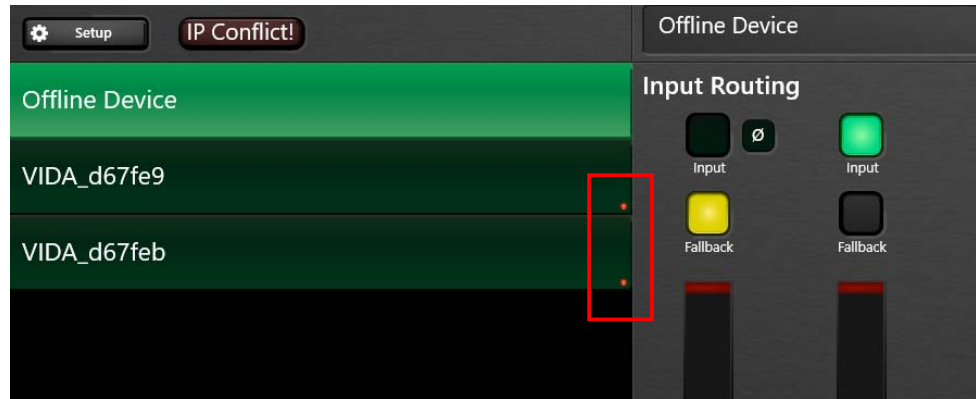 Setup
IP Conflict!
Offline Device
VIDA_d67fe9
VIDA_d67feb
Offline Device
Input Routing
Ø
Input
Input
Fallback
Fallback